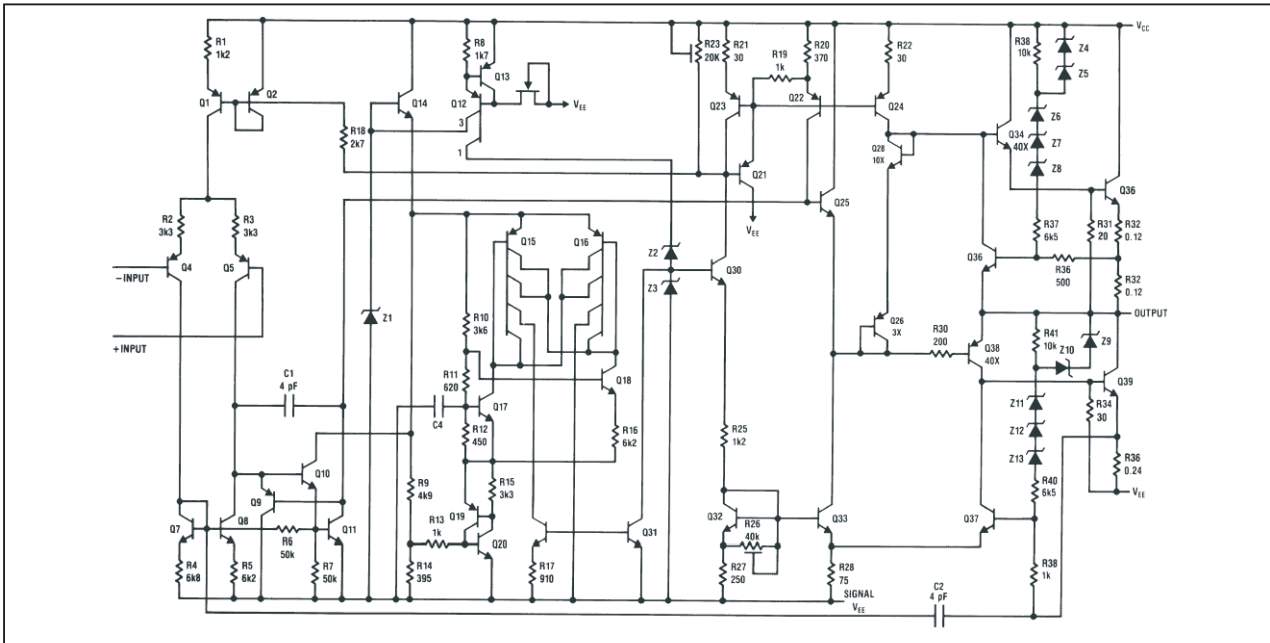 R1
1k2
R8
1k7
Q13
R23
20K
R21
30
R19
1k
R20
370
R22
30
R38
10k
Z4
Z5
VCC
Q1
Q2
Q14
Q12
3
1
VEE
R18
2k7
Q23
Q22
Q24
Q28
10X
Q34
40X
Z6
Z7
Z8
Q21
VEE
Q25
Q36
R2
3k3
R3
3k3
Q15
Q16
Z2
Z3
Q30
R37
6k5
R31
20
R32
0.12
Q4
Q5
Q36
R36
500
R32
0.12
– INPUT
+ INPUT
Z1
R10
3k6
Q26
3X
R30
200
OUTPUT
Q38
40X
R41
10k
Z10
Z9
C1
4 pF
R11
620
C4
Q17
Q18
Q39
R12
450
R16
6k2
R25
1k2
Z11
Z12
Z13
R34
30
Q10
Q9
R9
4k9
R15
3k3
R36
0.24
VEE
Q7
Q8
R6
50k
Q11
R13
1k
Q19
Q20
Q31
Q32
R26
40k
Q33
Q37
R40
6k5
R4
6k8
R5
6k2
R7
50k
R14
395
R17
910
R27
250
R28
75
R38
1k
SIGNAL
VEE
C2
4 pF